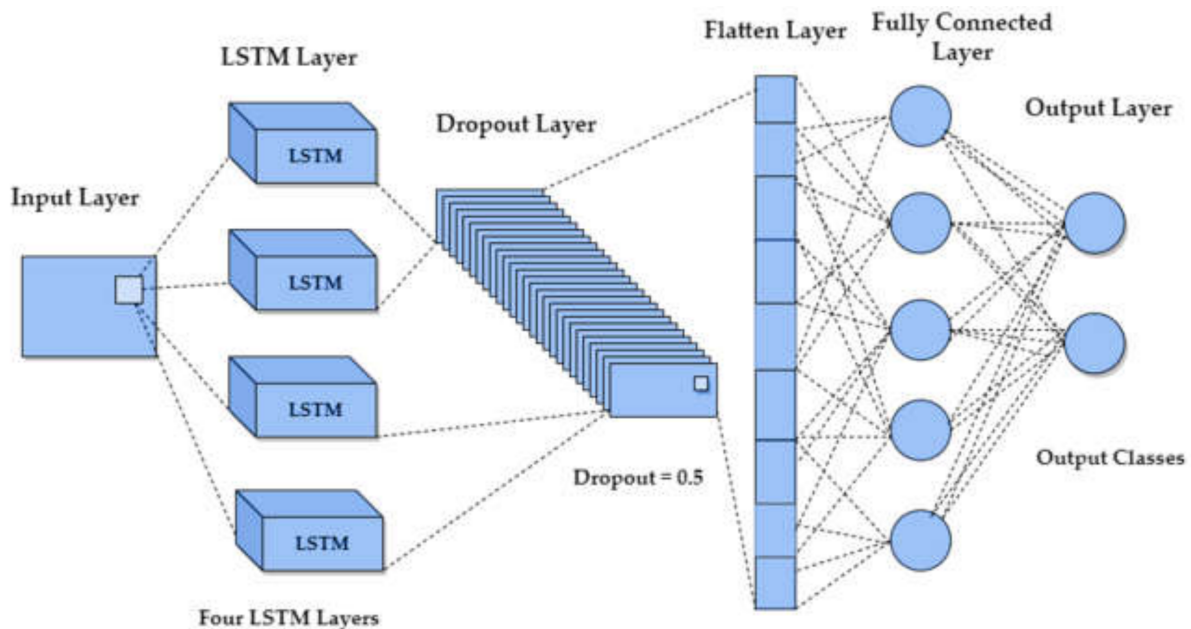 Input Layer
LSTM Layer
LSTM
LSTM
LSTM
LSTM
Four LSTM Layers
Dropout Layer
Dropout = 0.5
Flatten Layer
Fully Connected
Layer
Output Layer
Output Classes